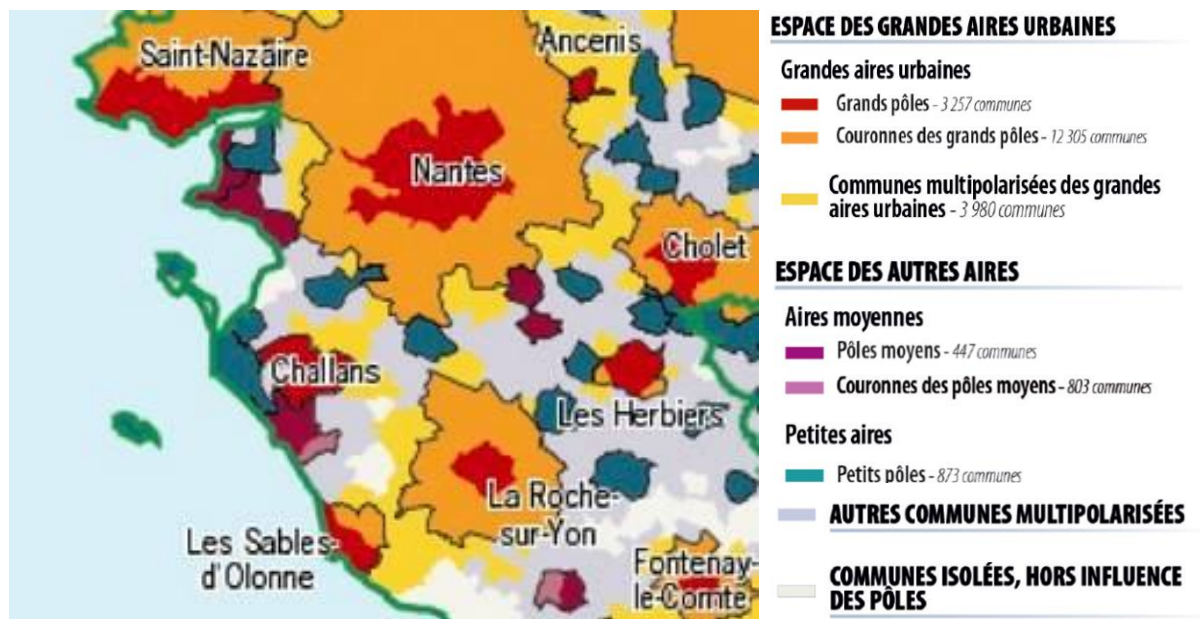 Saint-Nazaire
Ancenis
Nantes
Cholet
Challans
Les Herbiers
La Roche-
sur-Yon
Les Sables-
d'Olonne
Fontenay-
le-Comte
ESPACE DES GRANDES AIRES URBAINES
Grandes aires urbaines
Grands pôles - 3 257 communes
Couronnes des grands pôles - 12 305 communes
Communes multipolarisées des grandes
aires urbaines - 3 980 communes
ESPACE DES AUTRES AIRES
Aires moyennes
Pôles moyens - 447 communes
Couronnes des pôles moyens - 803 communes
Petites aires
Petits pôles - 873 communes
AUTRES COMMUNES MULTIPOLARISÉES
COMMUNES ISOLÉES, HORS INFLUENCE
DES PÔLES